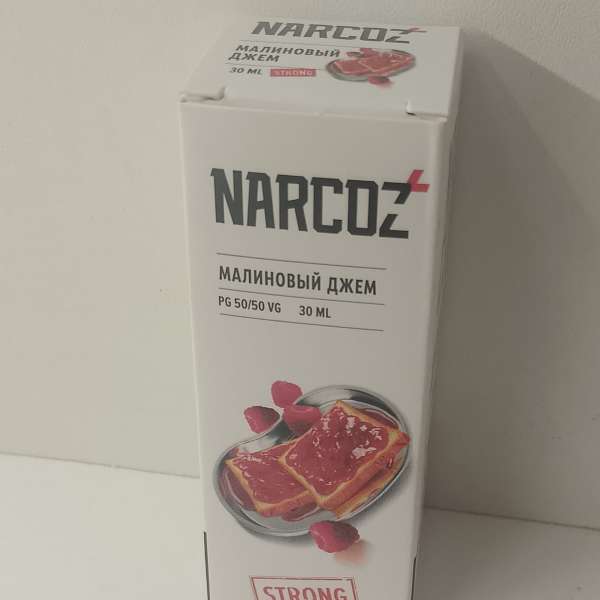 NARCOZ
МАЛИНОВЫЙ
ДЖЕМ
30 ML STRONG
NARCOZ
МАЛИНОВЫЙ ДЖЕМ
PG 50/50 VG 30 ML
STRONG